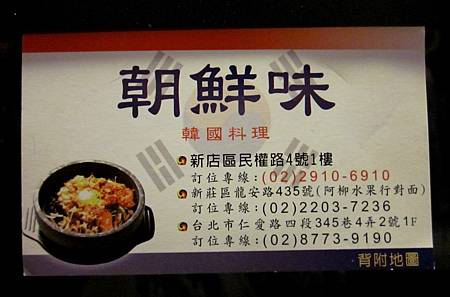 朝鮮味
韓國料理
新店區民權路4號1樓
訂位專線:(02)2910-6910
新莊區龍安路435號(阿柳水果行對面)
訂位專線:(02)2203-7236
台北市仁愛路四段345巷4弄2號1F
訂位專線:(02)8773-9190
背附地圖